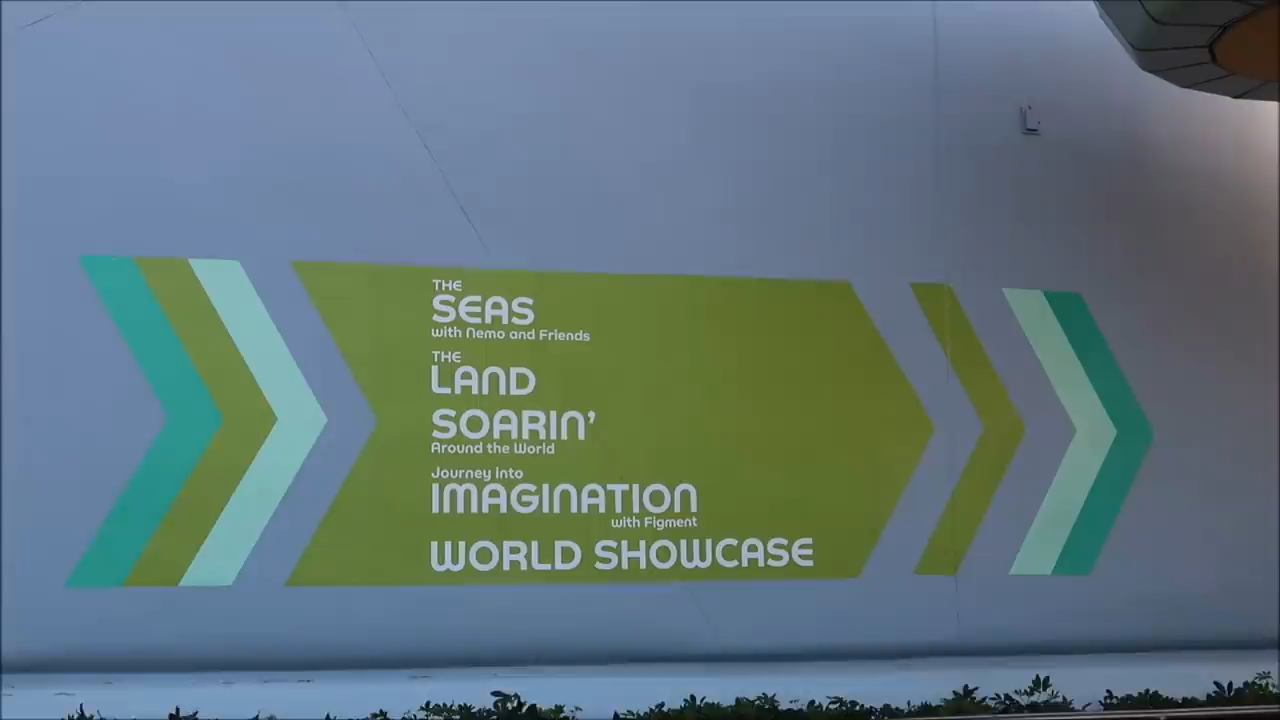 THE
SEAS
with Nemo and Friends
THE
LAND
SOARIN'
Around the World
Journey into
IMAGINATION
with Figment
WORLD SHOWCASE